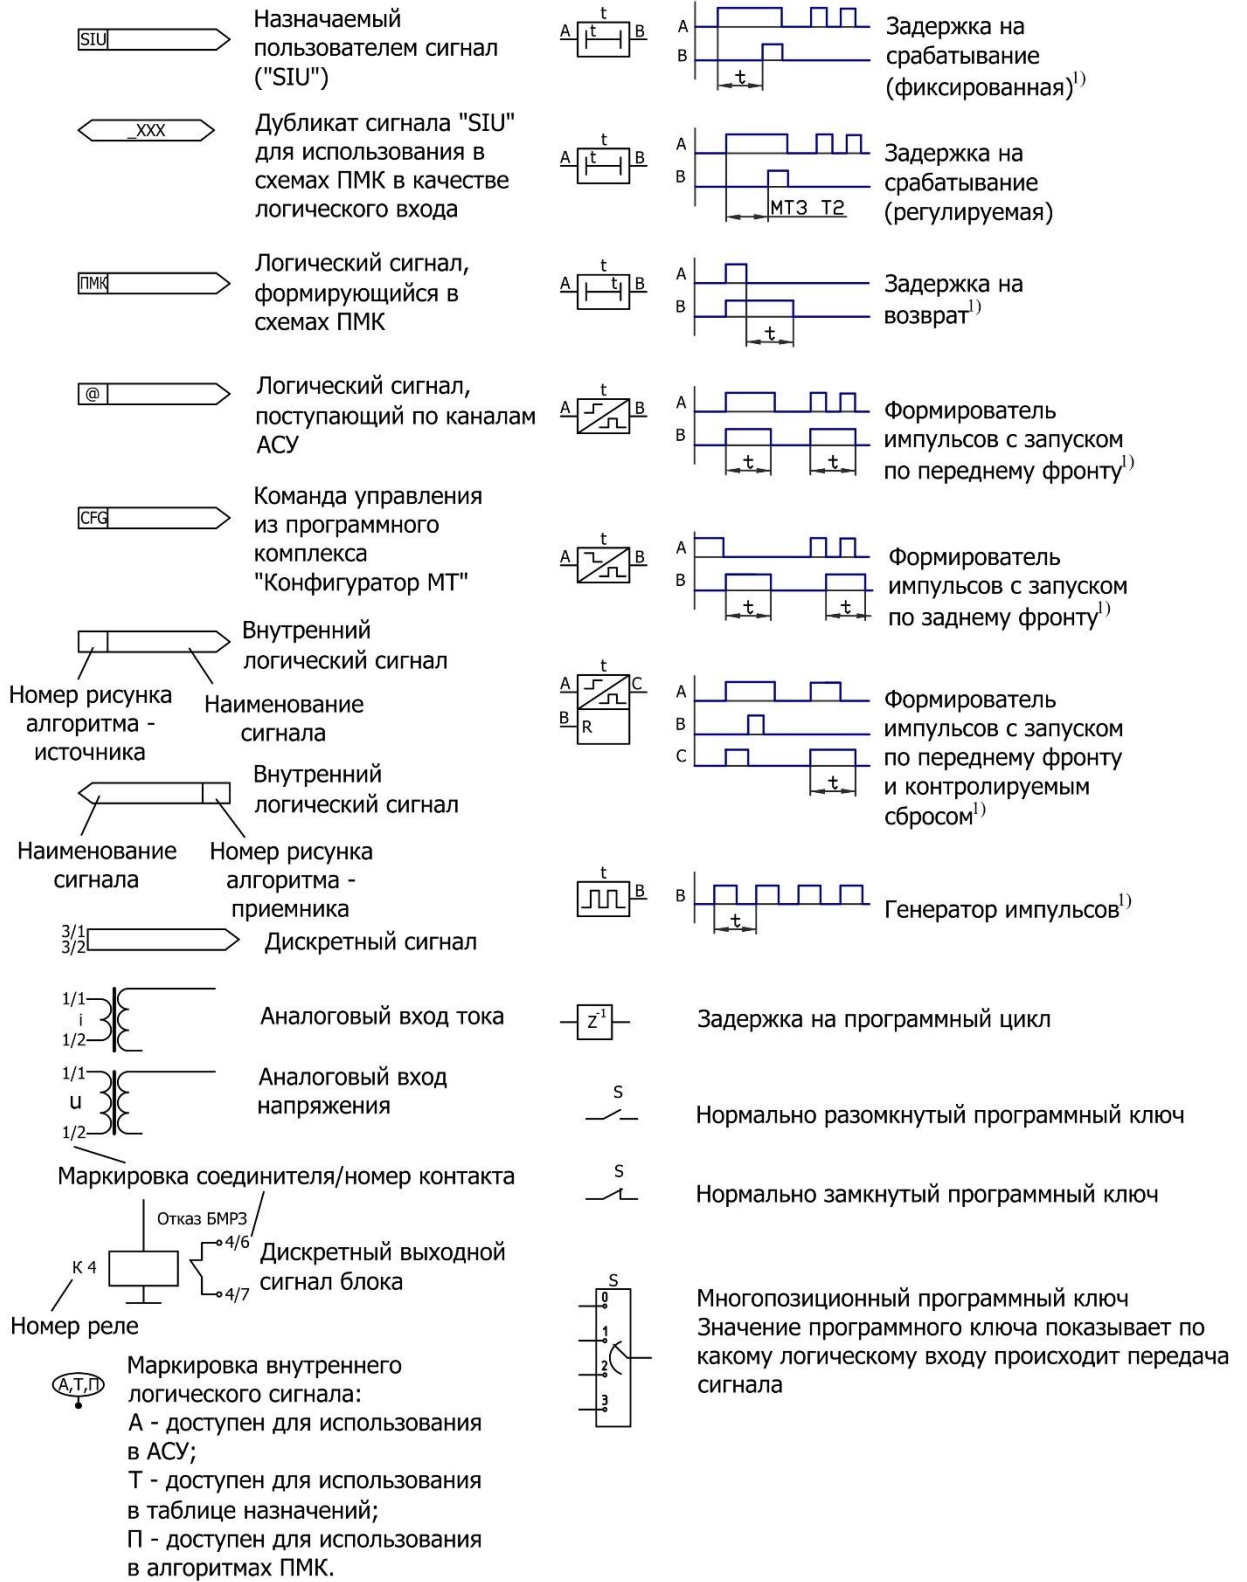 SIU
Назначаемый
пользователем сигнал
("SIU")
_XXX
Дубликат сигнала "SIU"
для использования в
схемах ПМК в качестве
логического входа
ПМК
Логический сигнал,
формирующийся в
схемах ПМК
@
Логический сигнал,
поступающий по каналам
АСУ
CFG
Команда управления
из программного
комплекса
"Конфигуратор МТ"
Внутренний
логический сигнал
Номер рисунка
алгоритма -
источника
Наименование
сигнала
Внутренний
логический сигнал
Наименование
сигнала
Номер рисунка
алгоритма -
приемника
3/1
3/2
Дискретный сигнал
1/1
i
1/2
Аналоговый вход тока
1/1
u
1/2
Аналоговый вход
напряжения
Маркировка соединителя/номер контакта
Отказ БМРЗ
К 4
4/6
4/7
Дискретный выходной
сигнал блока
Номер реле
А,Т,П
Маркировка внутреннего
логического сигнала:
А - доступен для использования
в АСУ;
Т - доступен для использования
в таблице назначений;
П - доступен для использования
в алгоритмах ПМК.
t
A t B
A
B
t
Задержка на
срабатывание
(фиксированная)1)
t
A t B
A
B
МТЗ Т2
Задержка на
срабатывание
(регулируемая)
t
A t B
A
B
t
Задержка на
возврат1)
t
A B
A
B
t t
Формирователь
импульсов с запуском
по переднему фронту1)
t
A B
A
B
t t
Формирователь
импульсов с запуском
по заднему фронту1)
t
A C
B R
A
B
C
t
Формирователь
импульсов с запуском
по переднему фронту
и контролируемым
сбросом1)
t
B
B
t
Генератор импульсов1)
Z-1
Задержка на программный цикл
S
Нормально разомкнутый программный ключ
S
Нормально замкнутый программный ключ
S
0
1
2
3
Многопозиционный программный ключ
Значение программного ключа показывает по
какому логическому входу происходит передача
сигнала